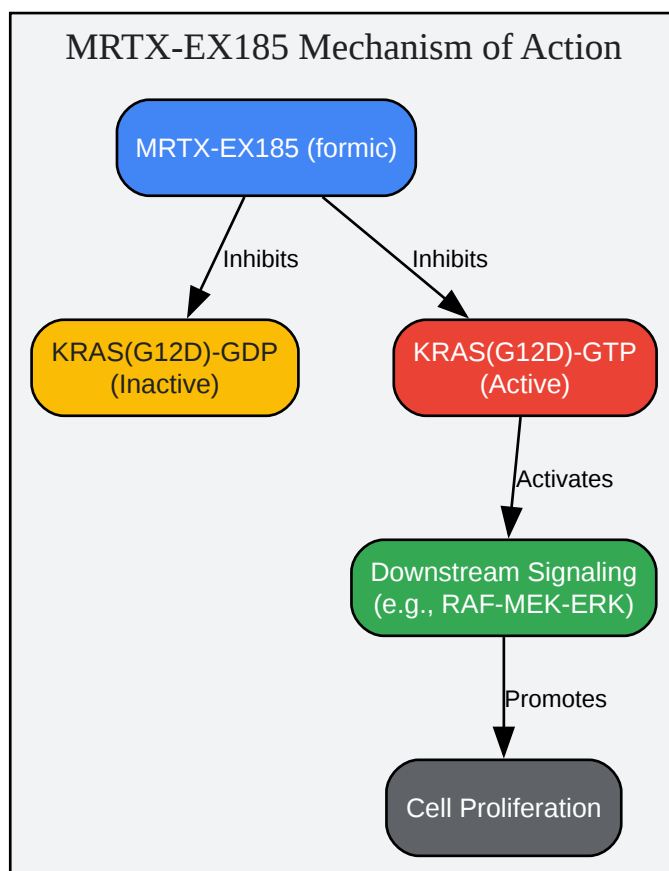 MRTX-EX185 Mechanism of Action
MRTX-EX185 (formic)
Inhibits
Inhibits
KRAS(G12D)-GDP
(Inactive)
KRAS(G12D)-GTP
(Active)
Activates
Downstream Signaling
(e.g., RAF-MEK-ERK)
Promotes
Cell Proliferation